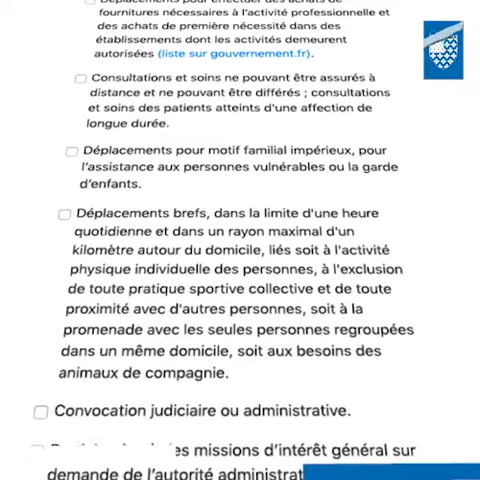 Déplacements pour effectuer des achats de
fournitures nécessaires à l'activité professionnelle et
des achats de première nécessité dans des
établissements dont les activités demeurent
autorisées (liste sur gouvernement.fr).
Consultations et soins ne pouvant être assurés à
distance et ne pouvant être différés ; consultations
et soins des patients atteints d'une affection de
longue durée.
Déplacements pour motif familial impérieux, pour
l'assistance aux personnes vulnérables ou la garde
d'enfants.
Déplacements brefs, dans la limite d'une heure
quotidienne et dans un rayon maximal d'un
kilomètre autour du domicile, liés soit à l'activité
physique individuelle des personnes, à l'exclusion
de toute pratique sportive collective et de toute
proximité avec d'autres personnes, soit à la
promenade avec les seules personnes regroupées
dans un même domicile, soit aux besoins des
animaux de compagnie.
Convocation judiciaire ou administrative.
missions d'intérêt général sur
demande de l'autorité